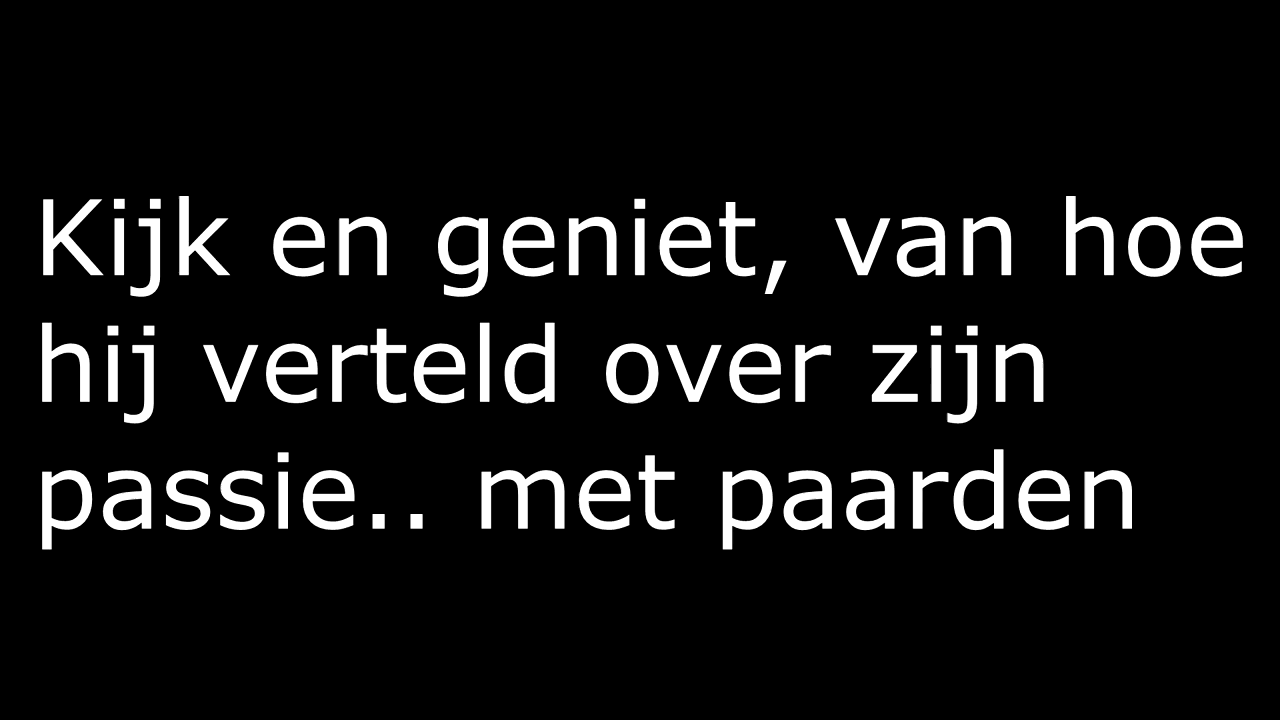 Kijk en geniet, van hoe
hij verteld over zijn
passie.. met paarden